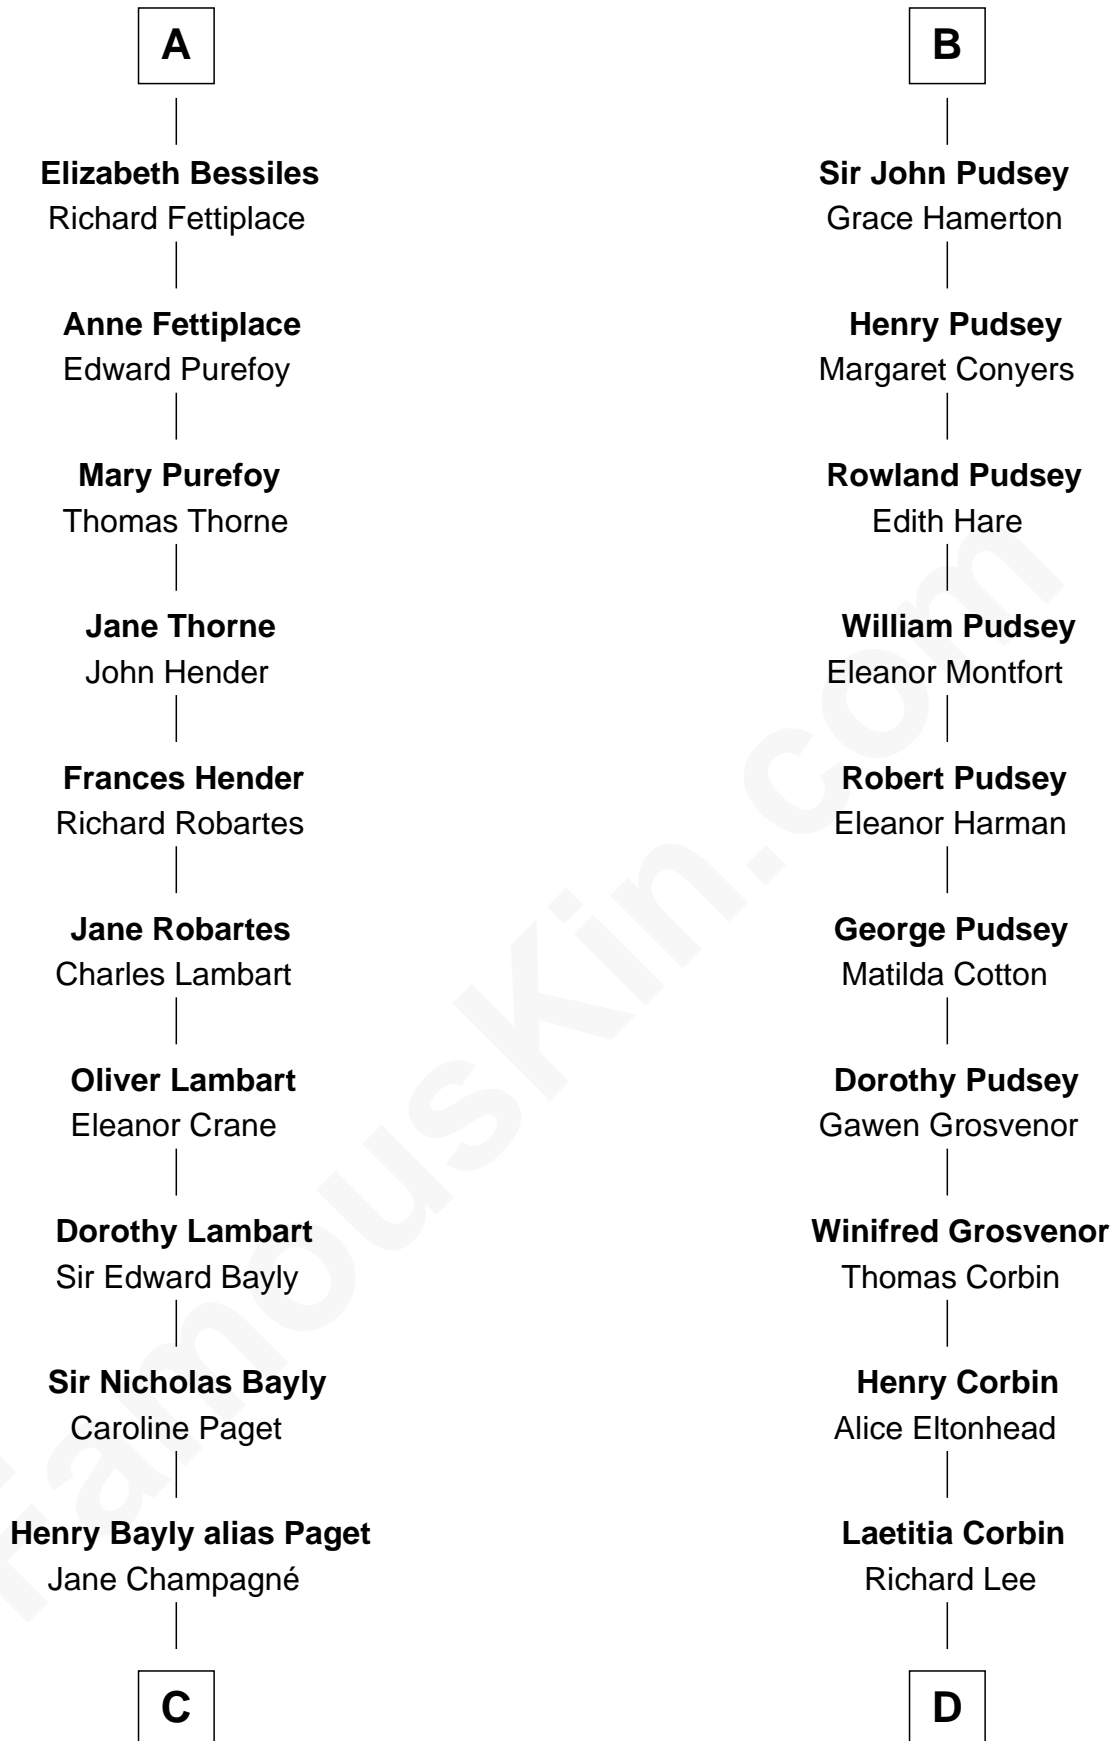 A
Elizabeth Bessiles
Richard Fettiplace
Anne Fettiplace
Edward Purefoy
Mary Purefoy
Thomas Thorne
Jane Thorne
John Hender
Frances Hender
Richard Robartes
Jane Robartes
Charles Lambart
Oliver Lambart
Eleanor Crane
Dorothy Lambart
Sir Edward Bayly
Sir Nicholas Bayly
Caroline Paget
Henry Bayly alias Paget
Jane Champagné
C
B
Sir John Pudsey
Grace Hamerton
Henry Pudsey
Margaret Conyers
Rowland Pudsey
Edith Hare
William Pudsey
Eleanor Montfort
Robert Pudsey
Eleanor Harman
George Pudsey
Matilda Cotton
Dorothy Pudsey
Gawen Grosvenor
Winifred Grosvenor
Thomas Corbin
Henry Corbin
Alice Eltonhead
Laetitia Corbin
Richard Lee
D
FamousKin.com